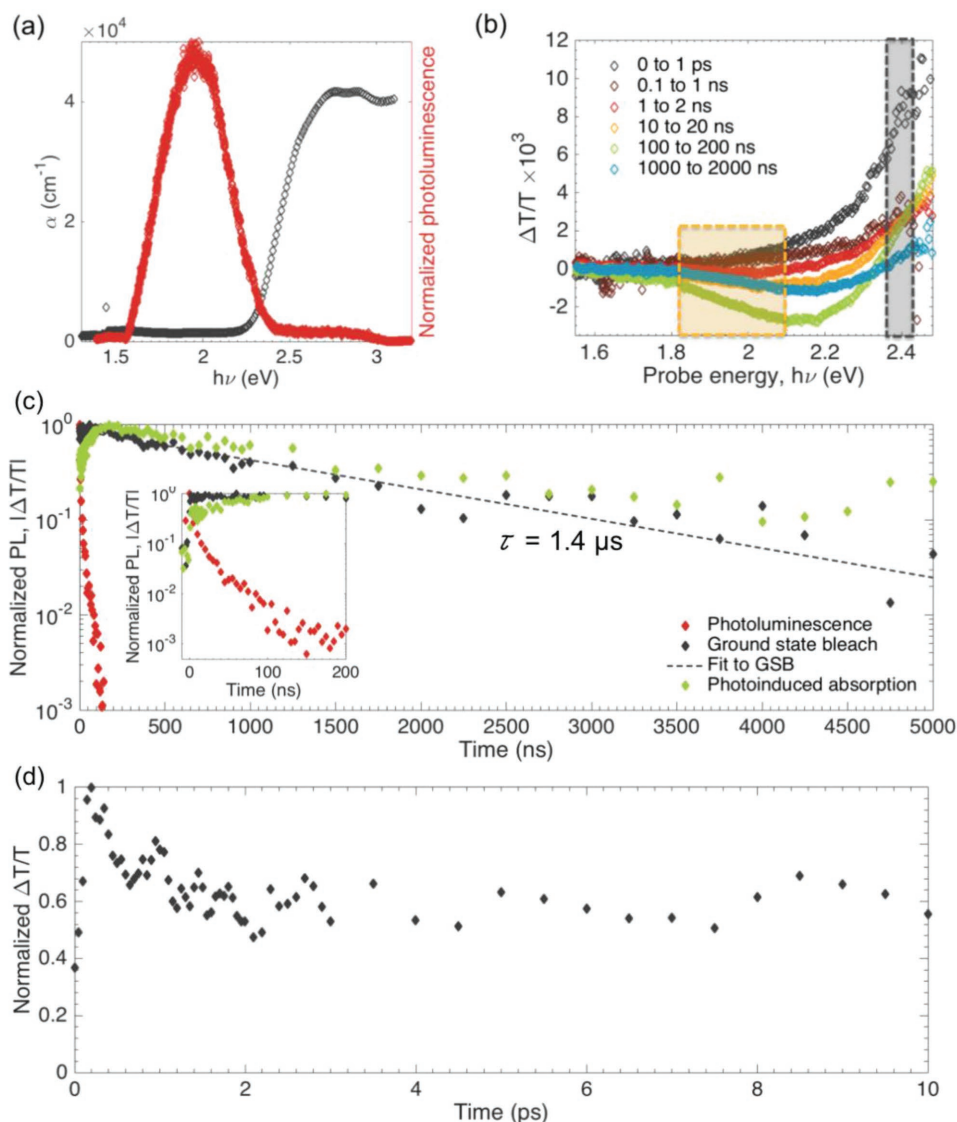 (a)
×10⁴
4
2
0
α (cm⁻¹)
1.5 2 2.5 3
hν (eV)
Normalized photoluminescence
(b)
12
10
8
6
4
2
0
-2
ΔT/T ×10³
0 to 1 ps
0.1 to 1 ns
1 to 2 ns
10 to 20 ns
100 to 200 ns
1000 to 2000 ns
1.6 1.8 2 2.2 2.4
Probe energy, hν (eV)
(c)
10⁰
10⁻¹
10⁻²
10⁻³
Normalized PL, |ΔT/T|
10⁰
10⁻¹
10⁻²
10⁻³
Normalized PL, |ΔT/T|
0 100 200
Time (ns)
τ = 1.4 μs
Photoluminescence
Ground state bleach
Fit to GSB
Photoinduced absorption
0 500 1000 1500 2000 2500 3000 3500 4000 4500 5000
Time (ns)
(d)
1
0.8
0.6
0.4
0.2
0
Normalized ΔT/T
0 2 4 6 8 10
Time (ps)